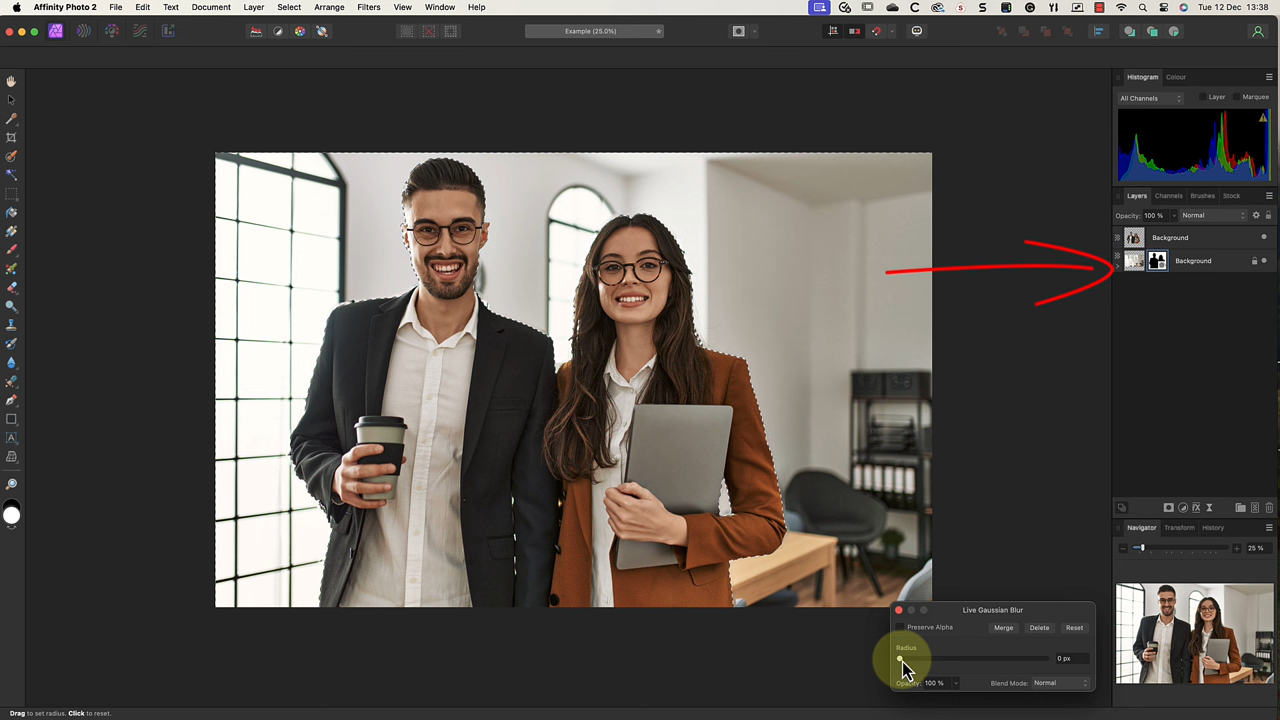 Affinity Photo 2 File Edit Text Document Layer Select Arrange Filters View Window Help Tue 12 Dec 13:38
Example (25.0%)
Histogram Colour
All Channels Layer Marquee
Layers Channels Brushes Stock
Opacity: 100 % Normal
Background
Background
Navigator Transform History
25 %
Live Gaussian Blur
Preserve Alpha Merge Delete Reset
Radius
0 px
Opacity: 100 % Blend Mode: Normal
Drag to set radius. Click to reset.